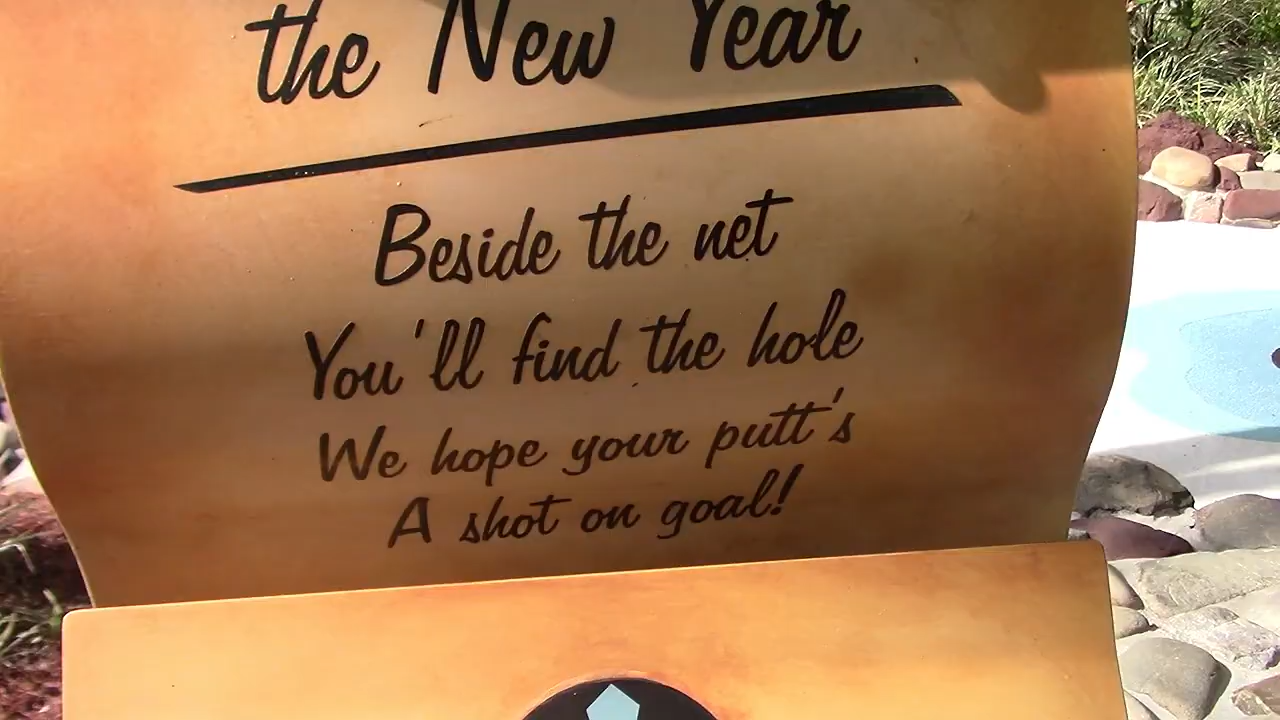 the New Year
Beside the net
You'll find the hole
We hope your putt's
A shot on goal!